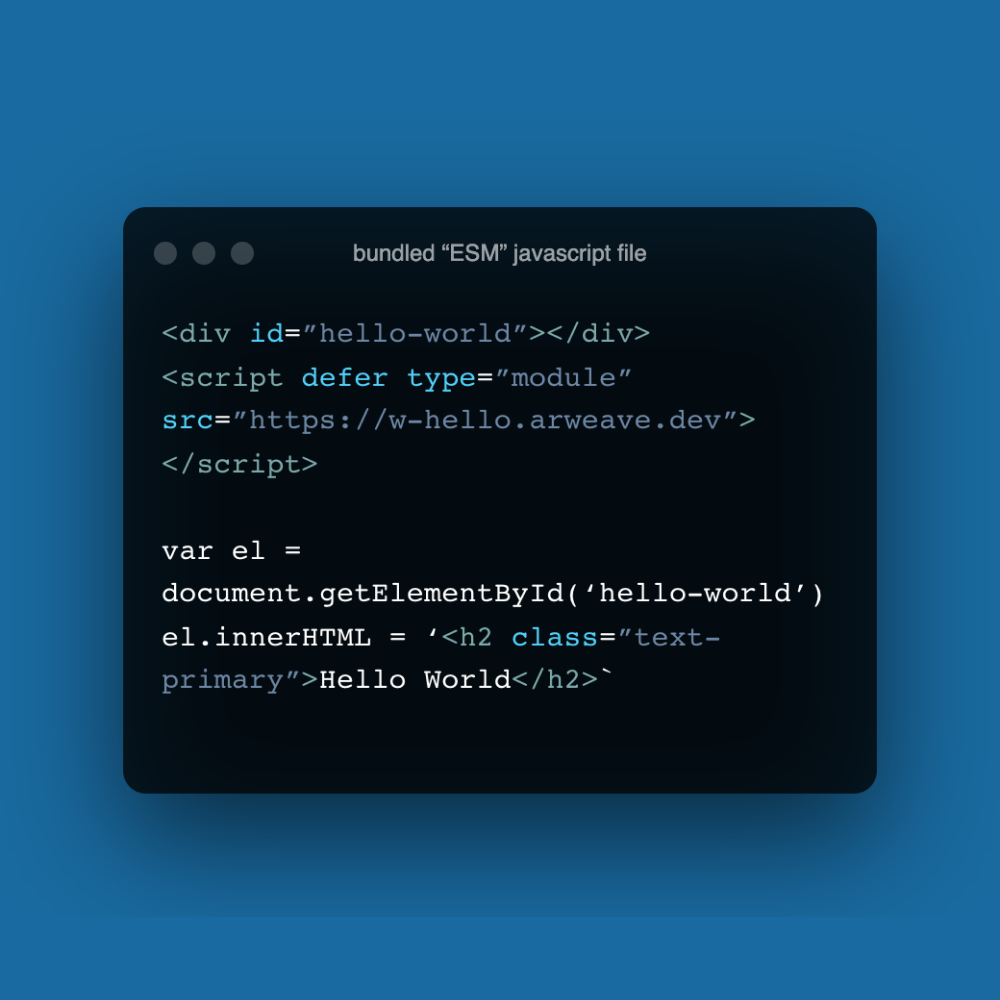 bundled “ESM” javascript file
<div id=”hello-world”></div>
<script defer type=”module”
src=”https://w-hello.arweave.dev”>
</script>
var el =
document.getElementById(‘hello-world’)
el.innerHTML = ‘<h2 class=”text-
primary”>Hello World</h2>`